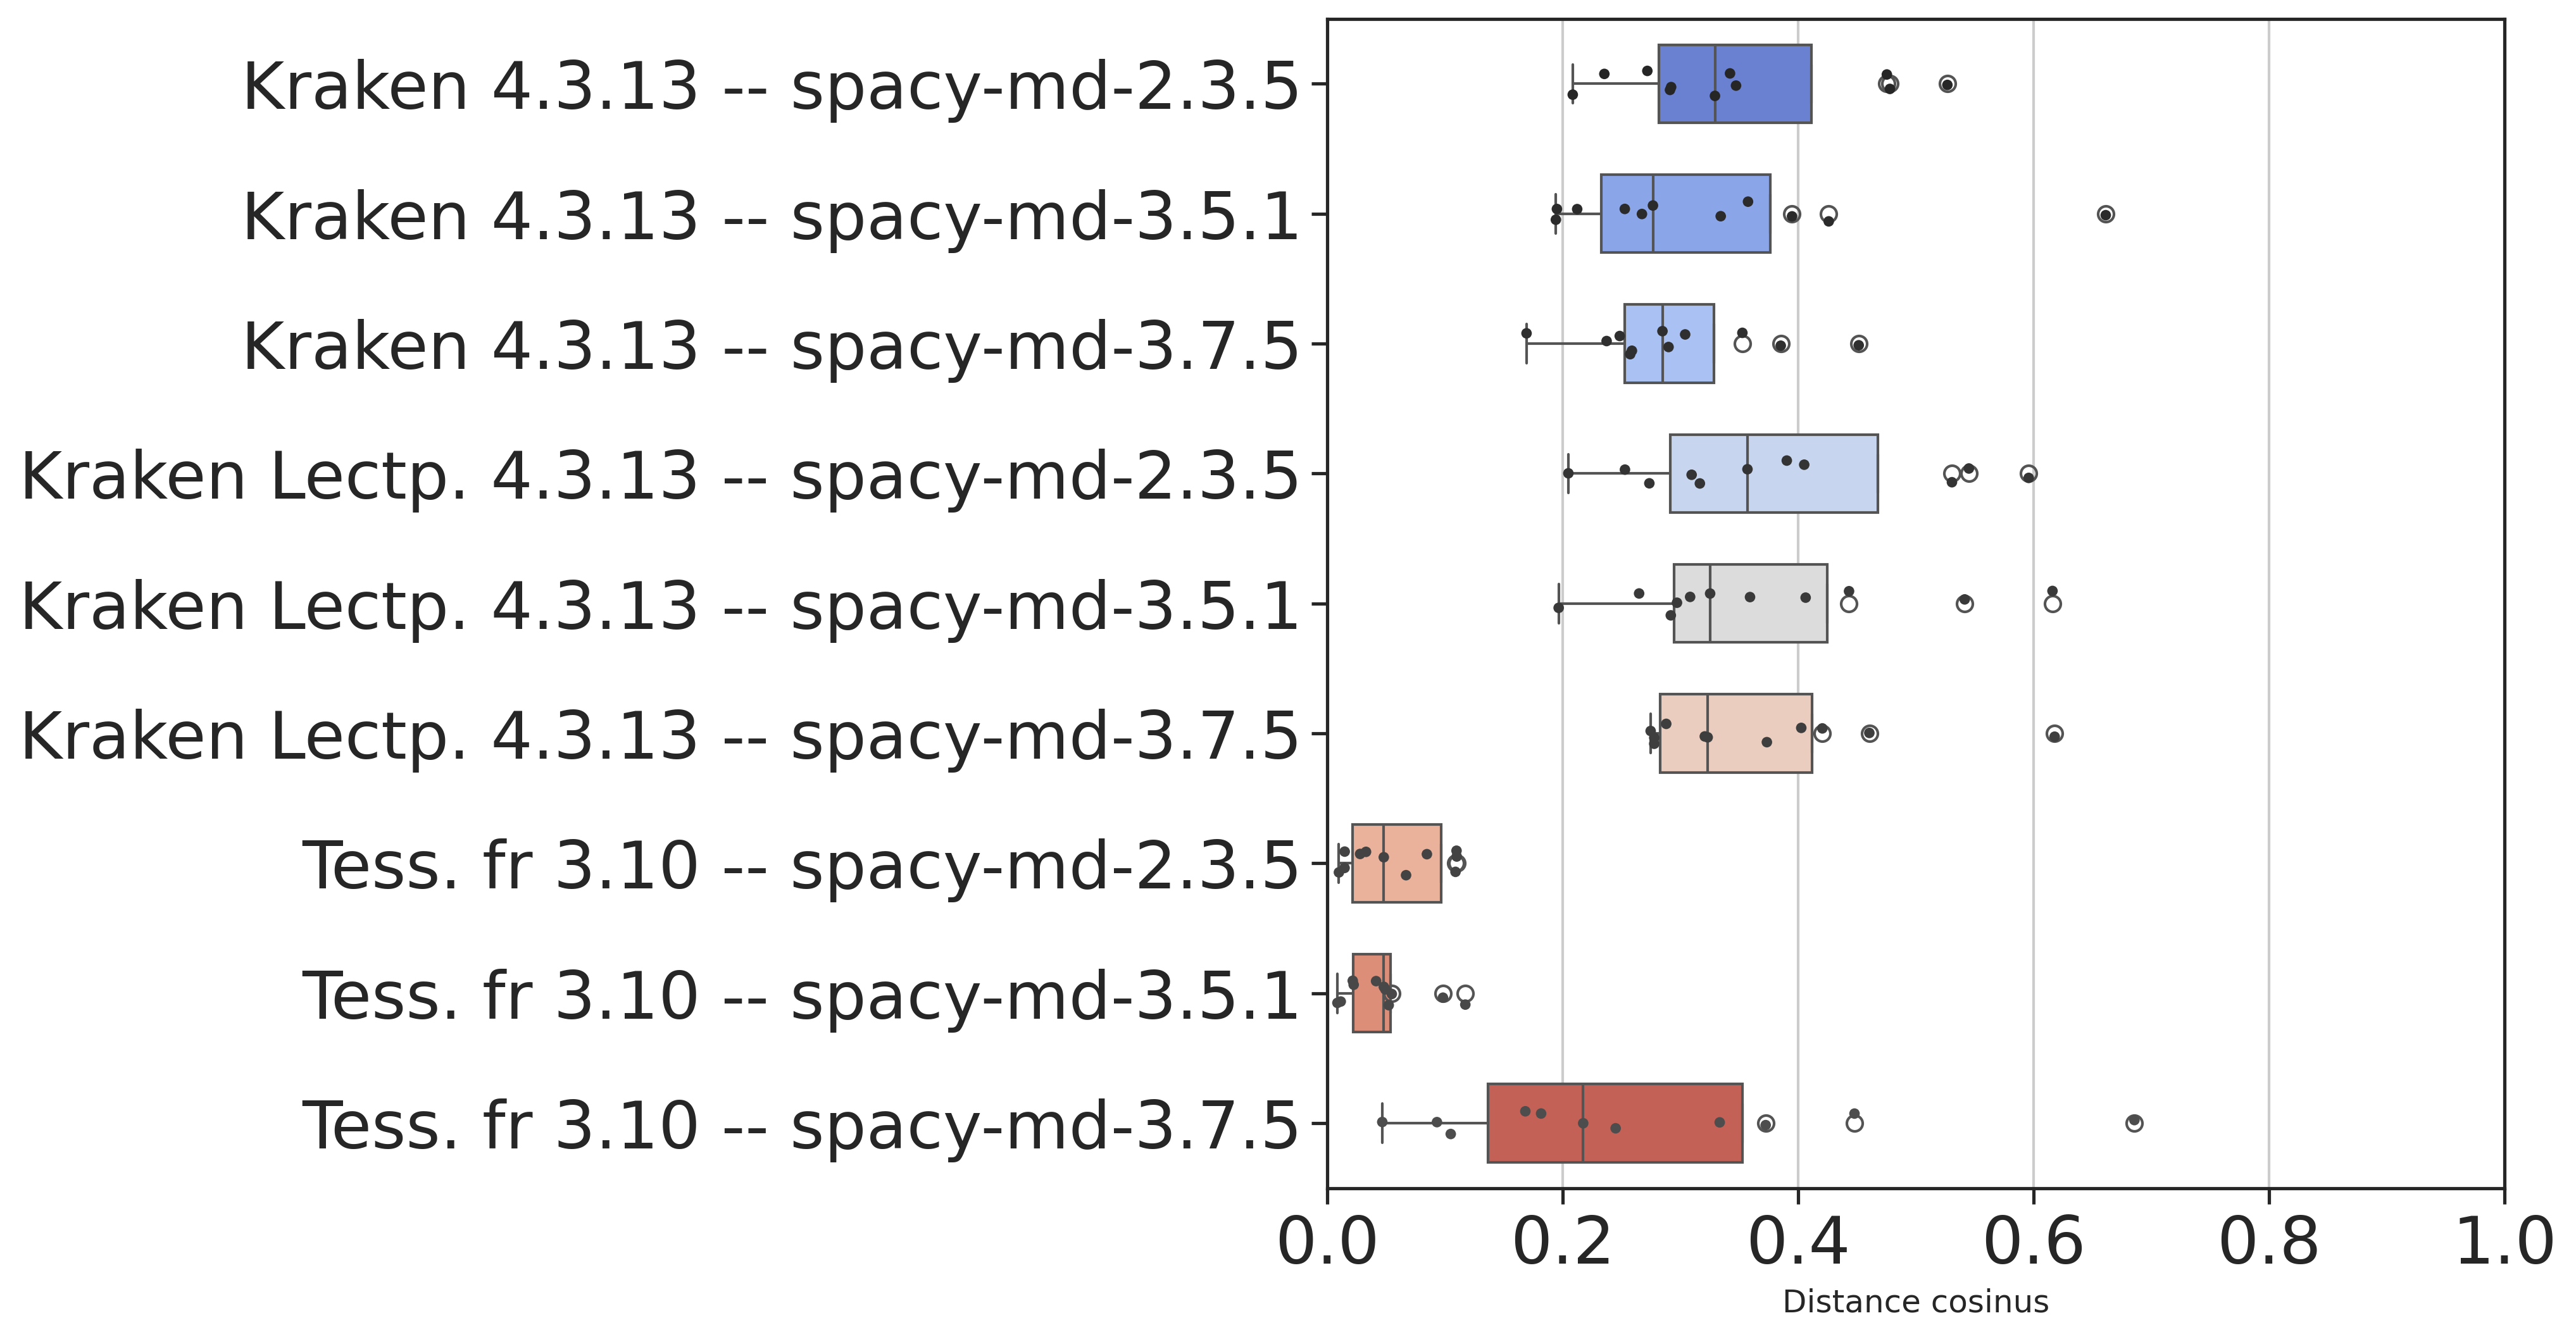 Kraken 4.3.13 -- spacy-md-2.3.5
Kraken 4.3.13 -- spacy-md-3.5.1
Kraken 4.3.13 -- spacy-md-3.7.5
Kraken Lectp. 4.3.13 -- spacy-md-2.3.5
Kraken Lectp. 4.3.13 -- spacy-md-3.5.1
Kraken Lectp. 4.3.13 -- spacy-md-3.7.5
Tess. fr 3.10 -- spacy-md-2.3.5
Tess. fr 3.10 -- spacy-md-3.5.1
Tess. fr 3.10 -- spacy-md-3.7.5
0.0 0.2 0.4 0.6 0.8 1.0
Distance cosinus